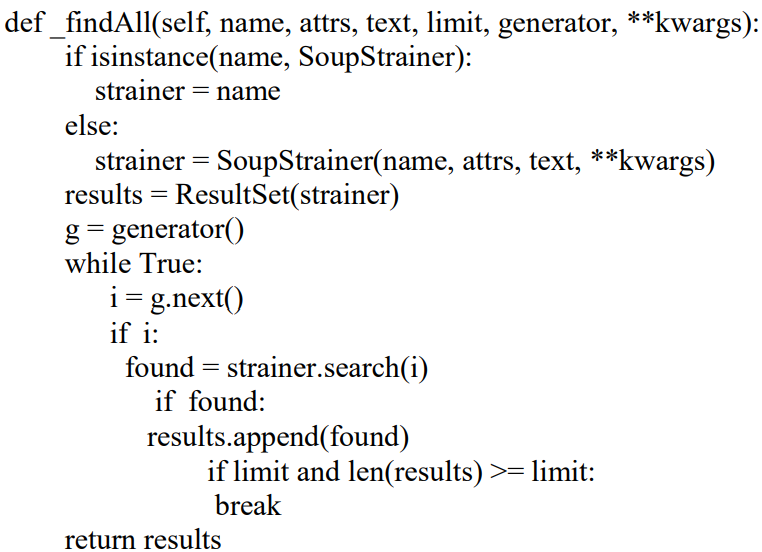 def _findAll(self, name, attrs, text, limit, generator, **kwargs):
if isinstance(name, SoupStrainer):
strainer = name
else:
strainer = SoupStrainer(name, attrs, text, **kwargs)
results = ResultSet(strainer)
g = generator()
while True:
i = g.next()
if i:
found = strainer.search(i)
if found:
results.append(found)
if limit and len(results) >= limit:
break
return results